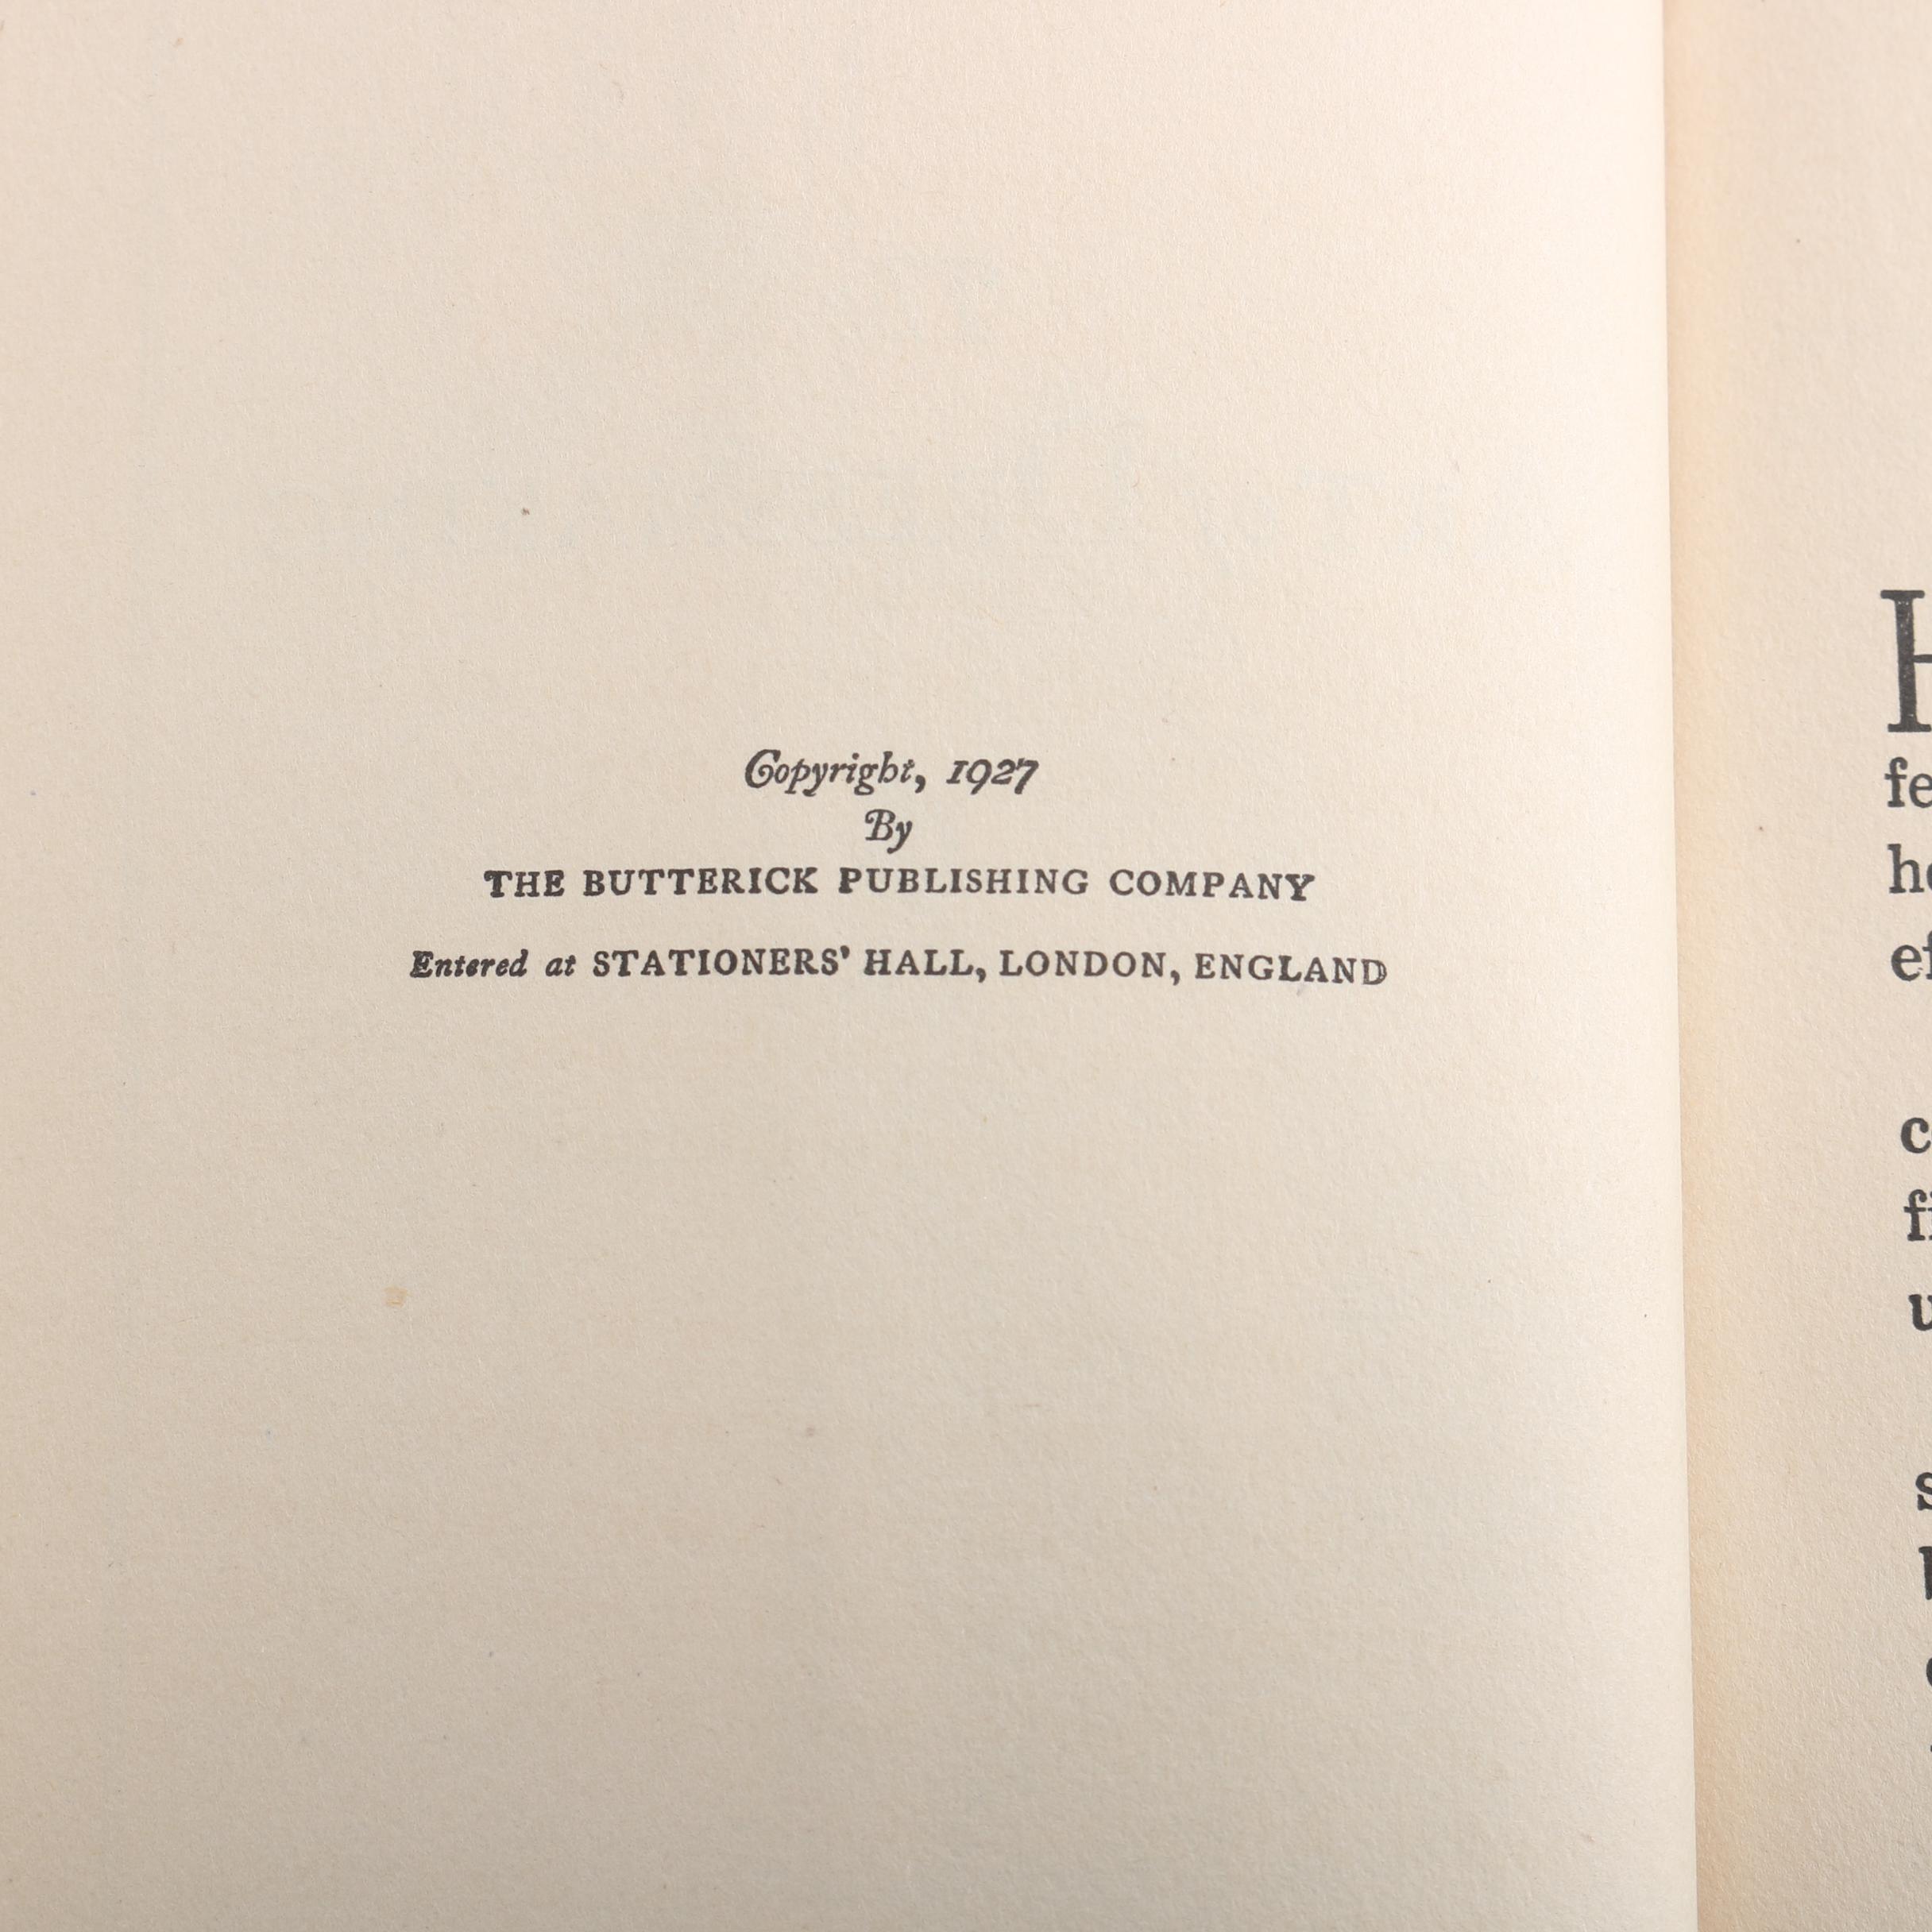 Copyright, 1927
By
THE BUTTERICK PUBLISHING COMPANY
Entered at STATIONERS' HALL, LONDON, ENGLAND